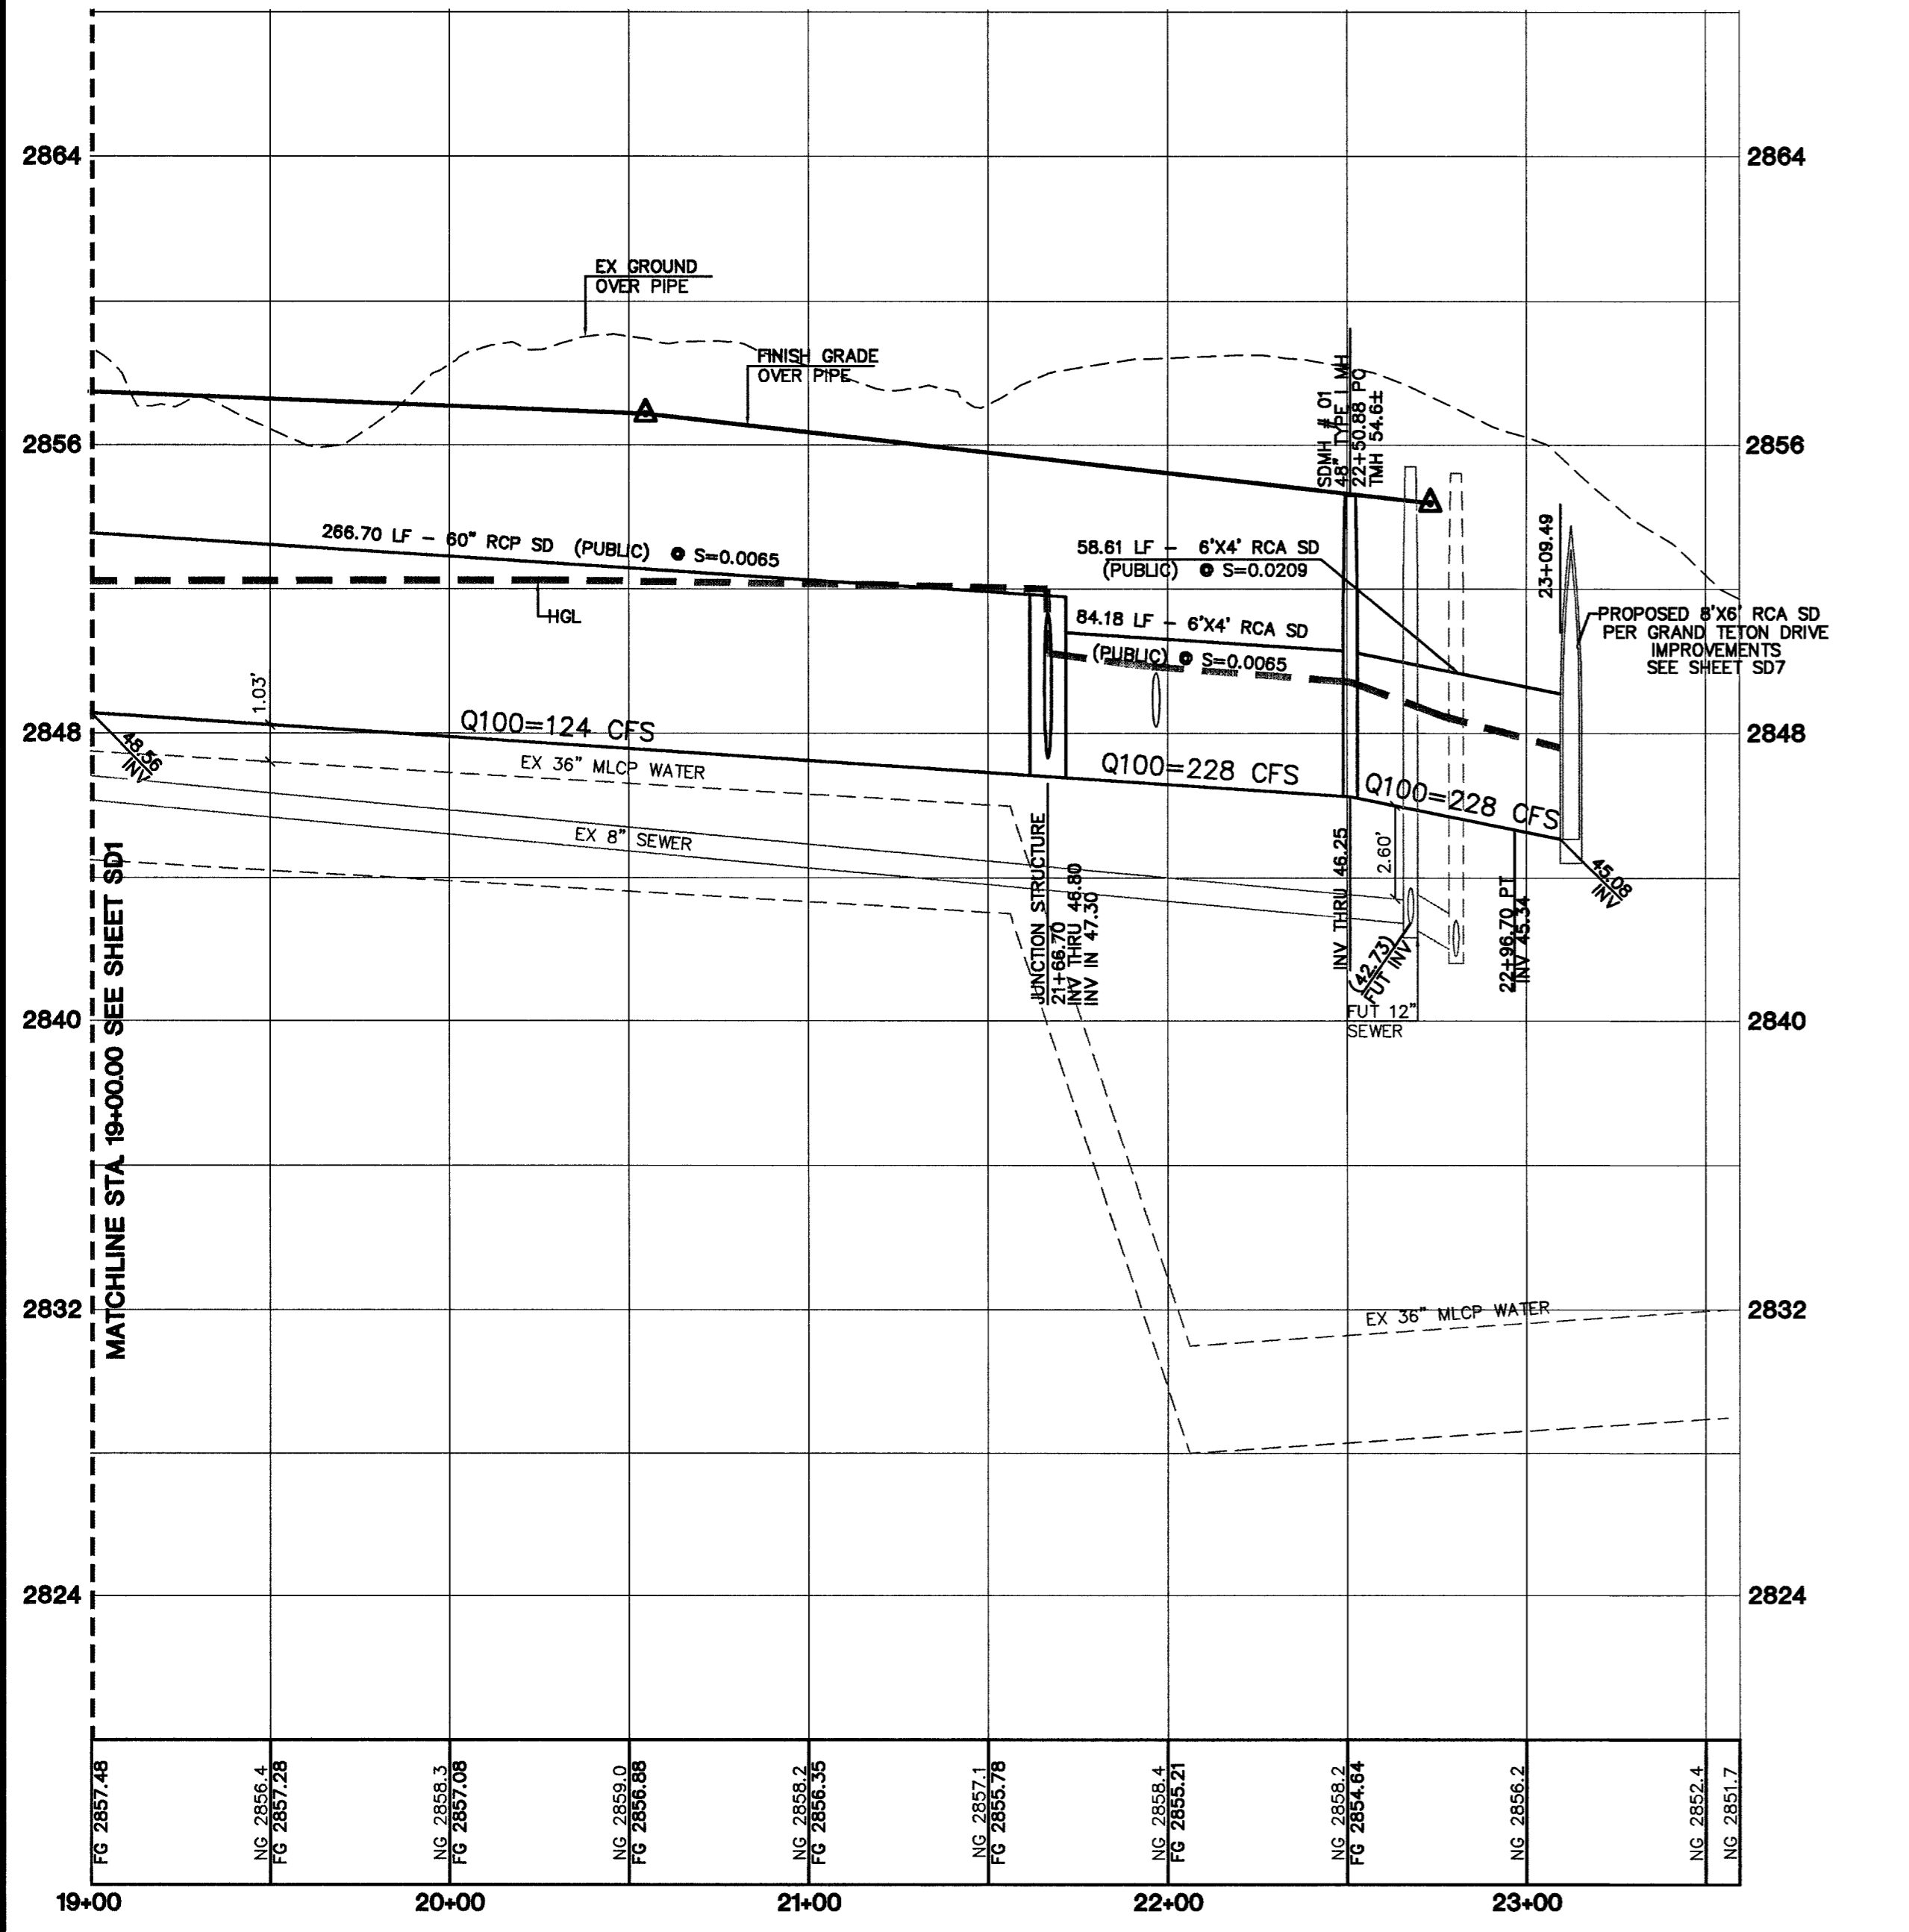 2864
2864
EX GROUND
OVER PIPE
FINISH GRADE
OVER PIPE
2856
2856
SDMH # 01
48" TYPE I MH
22+50.88 PC
TMH 54.6±
266.70 LF - 60" RCP SD (PUBLIC) @ S=0.0065
58.61 LF - 6'X4' RCA SD
(PUBLIC) @ S=0.0209
23+09.49
HGL
84.18 LF - 6'X4' RCA SD
(PUBLIC) @ S=0.0065
PROPOSED 8'X6' RCA SD
PER GRAND TETON DRIVE
IMPROVEMENTS
SEE SHEET SD7
1.03'
2848
2848
48.56
INV
Q100=124 CFS
EX 36" MLCP WATER
Q100=228 CFS
Q100=228 CFS
EX 8" SEWER
2.60'
45.08
INV
JUNCTION STRUCTURE
21+66.70
INV THRU 46.80
INV IN 47.30
INV THRU 46.25
(42.73)
FUT INV
22+96.70 PT
INV 45.34
FUT 12"
SEWER
2840
2840
MATCHLINE STA 19+00.00 SEE SHEET SD1
2832
2832
EX 36" MLCP WATER
2824
2824
FG 2857.48
NG 2856.4
FG 2857.28
NG 2858.3
FG 2857.08
NG 2859.0
FG 2856.88
NG 2858.2
FG 2856.35
NG 2857.1
FG 2855.78
NG 2858.4
FG 2855.21
NG 2858.2
FG 2854.64
NG 2856.2
NG 2852.4
NG 2851.7
19+00
20+00
21+00
22+00
23+00